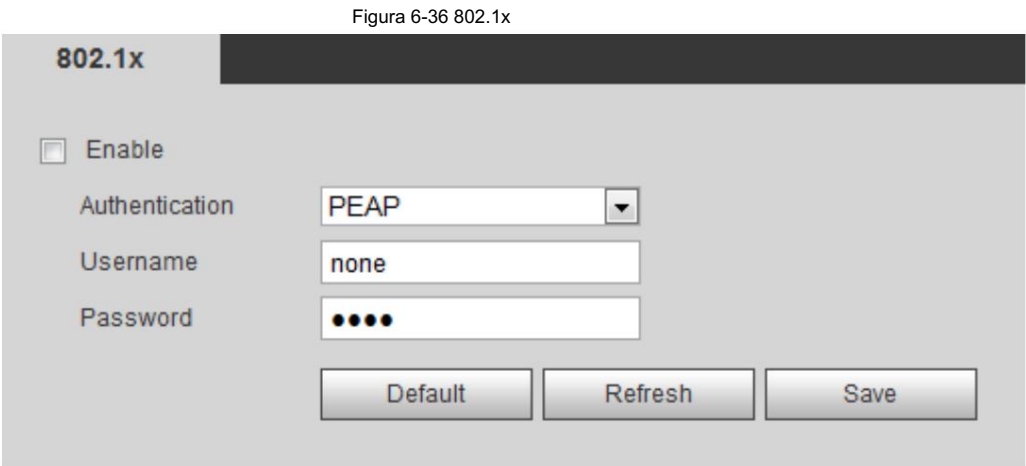 Figura 6-36 802.1x
802.1x
Enable
Authentication PEAP
Username none
Password ••••
Default Refresh Save